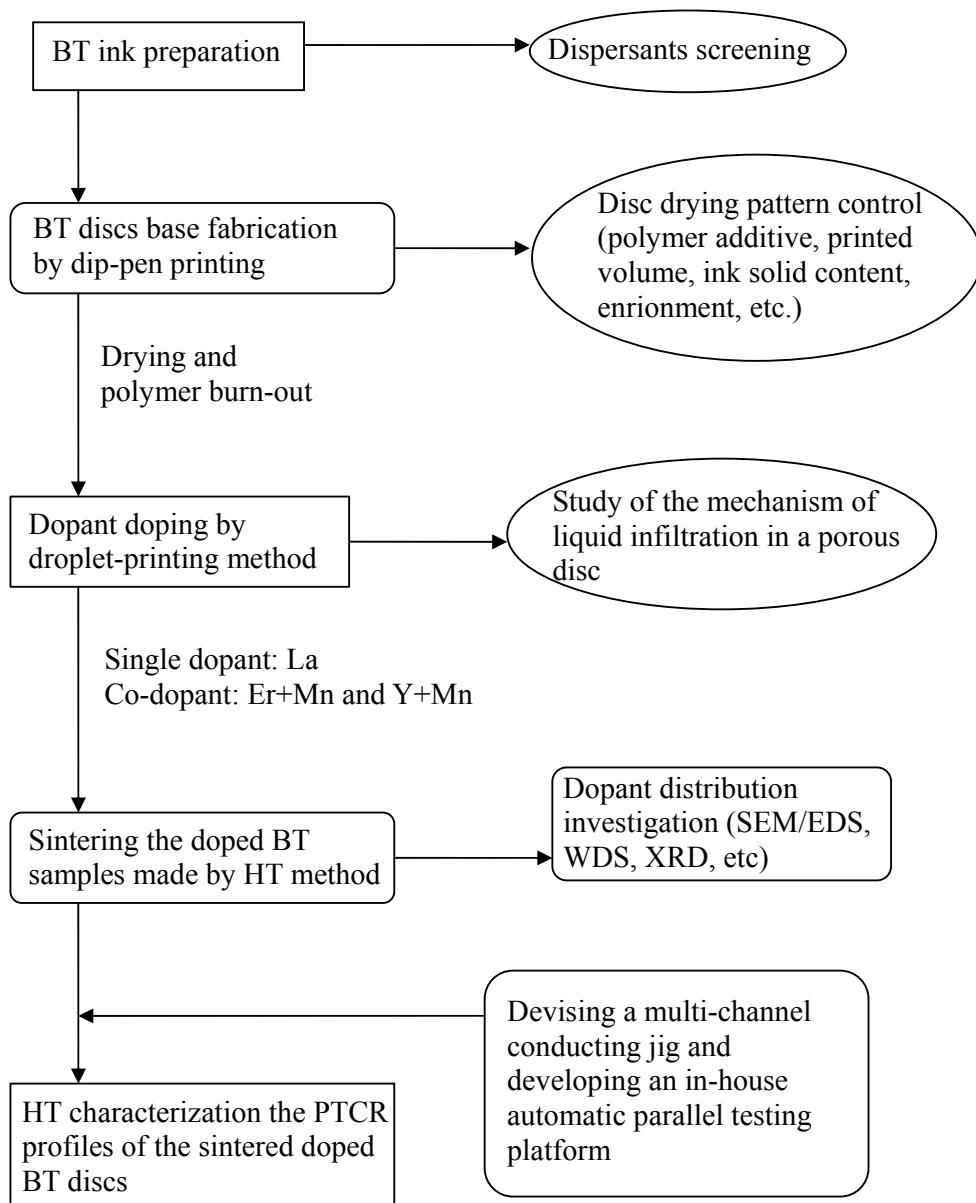 BT ink preparation
Dispersants screening
BT discs base fabrication
by dip-pen printing
Disc drying pattern control
(polymer additive, printed
volume, ink solid content,
enrionment, etc.)
Drying and
polymer burn-out
Dopant doping by
droplet-printing method
Study of the mechanism of
liquid infiltration in a porous
disc
Single dopant: La
Co-dopant: Er+Mn and Y+Mn
Sintering the doped BT
samples made by HT method
Dopant distribution
investigation (SEM/EDS,
WDS, XRD, etc)
Devising a multi-channel
conducting jig and
developing an in-house
automatic parallel testing
platform
HT characterization the PTCR
profiles of the sintered doped
BT discs